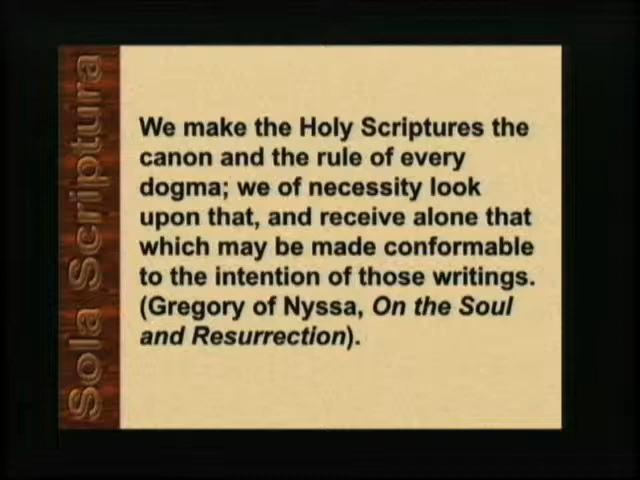 Sola Scriptura
We make the Holy Scriptures the
canon and the rule of every
dogma; we of necessity look
upon that, and receive alone that
which may be made conformable
to the intention of those writings.
(Gregory of Nyssa, On the Soul
and Resurrection).